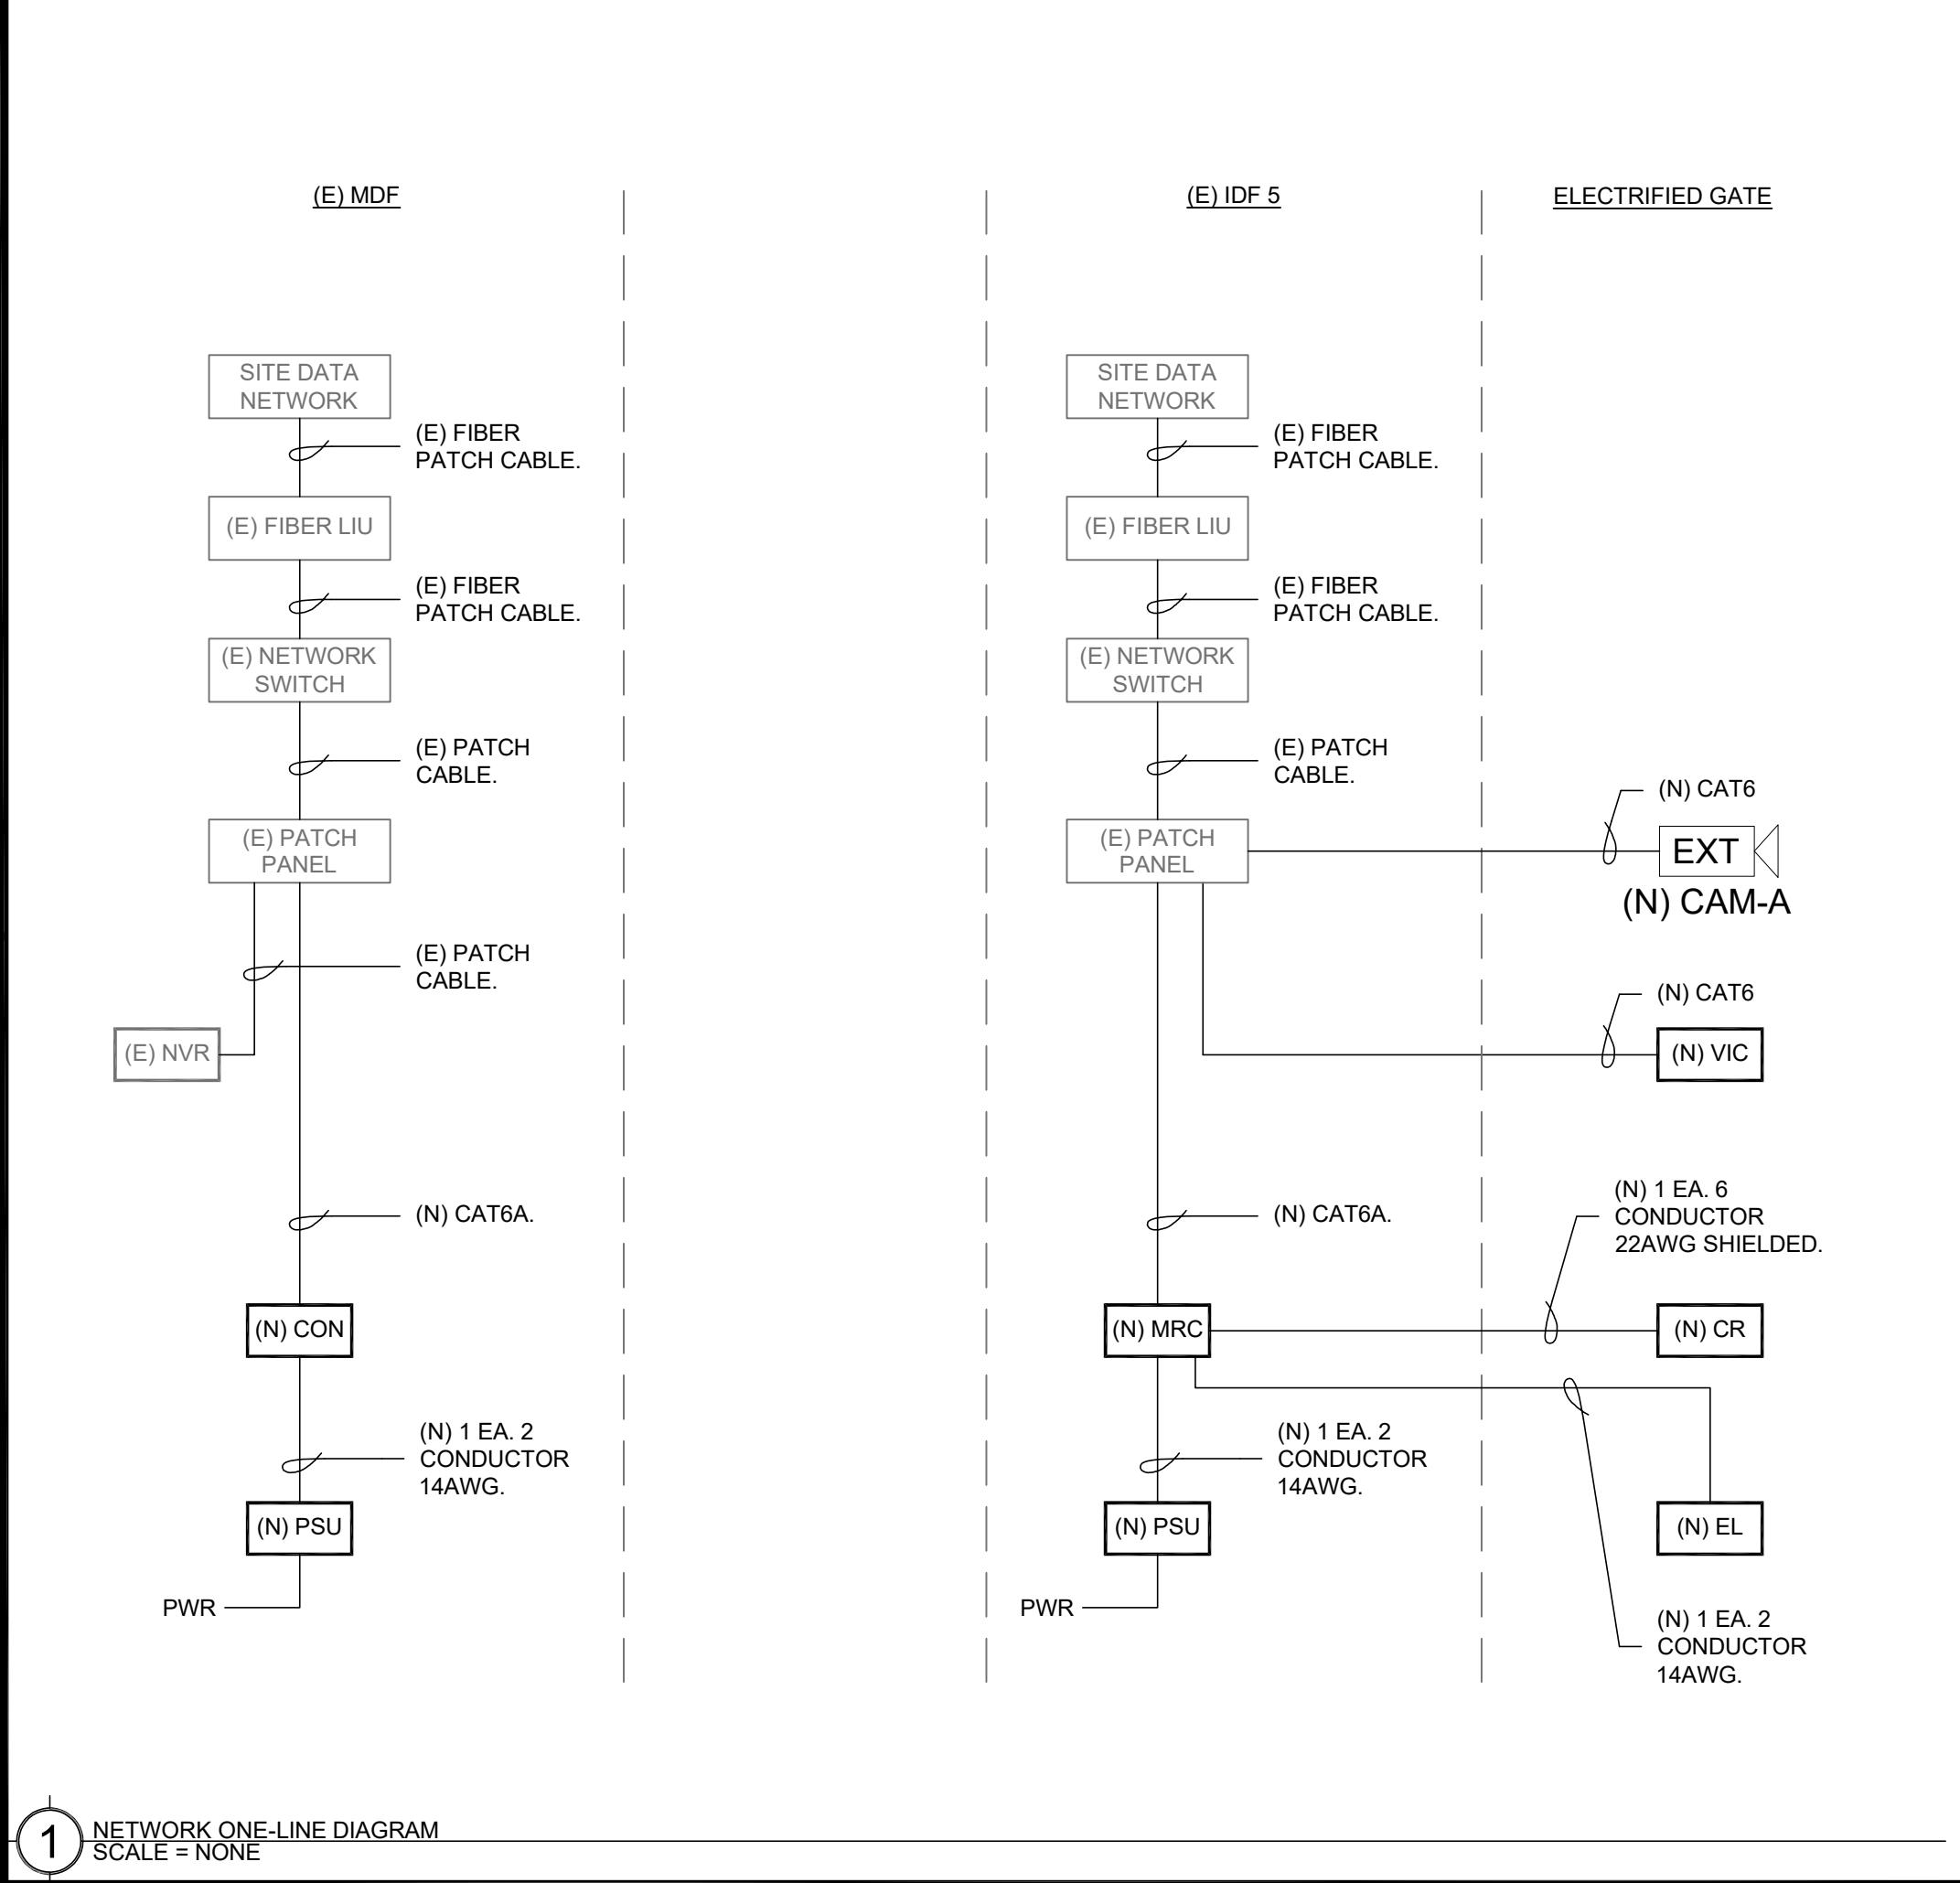 (E) MDF
(E) IDF 5
ELECTRIFIED GATE
SITE DATA
NETWORK
(E) FIBER
PATCH CABLE.
(E) FIBER LIU
(E) FIBER
PATCH CABLE.
(E) NETWORK
SWITCH
(E) PATCH
CABLE.
(E) PATCH
PANEL
(E) PATCH
CABLE.
(E) NVR
(N) CAT6A.
(N) CON
(N) 1 EA. 2
CONDUCTOR
14AWG.
(N) PSU
PWR
SITE DATA
NETWORK
(E) FIBER
PATCH CABLE.
(E) FIBER LIU
(E) FIBER
PATCH CABLE.
(E) NETWORK
SWITCH
(E) PATCH
CABLE.
(E) PATCH
PANEL
(N) CAT6A.
(N) MRC
(N) 1 EA. 2
CONDUCTOR
14AWG.
(N) PSU
PWR
(N) CAT6
EXT
(N) CAM-A
(N) CAT6
(N) VIC
(N) 1 EA. 6
CONDUCTOR
22AWG SHIELDED.
(N) CR
(N) EL
(N) 1 EA. 2
CONDUCTOR
14AWG.
1
NETWORK ONE-LINE DIAGRAM
SCALE = NONE